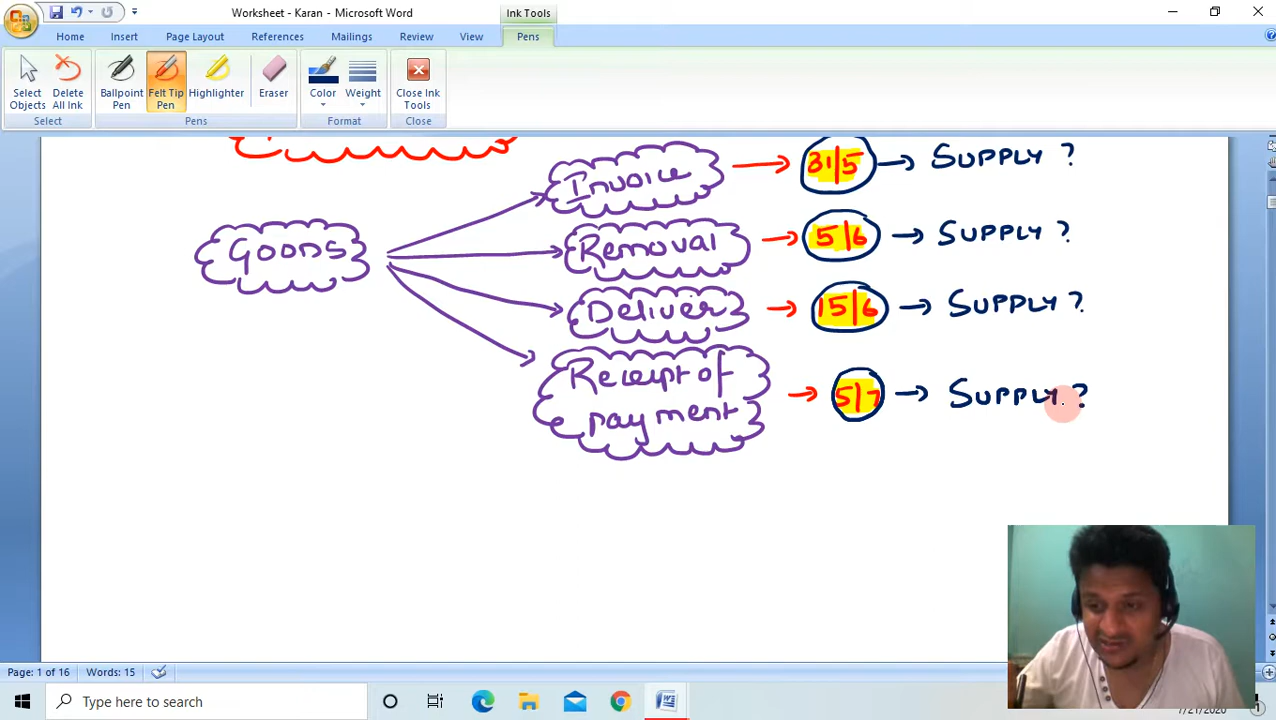 Worksheet - Karan - Microsoft Word
Ink Tools
Home
Insert
Page Layout
References
Mailings
Review
View
Pens
Select Objects
Delete All Ink
Ballpoint Pen
Felt Tip Pen
Highlighter
Eraser
Color
Weight
Close Ink Tools
Select
Pens
Format
Close
Invoice → 31|5 → SUPPLY ?
Goods
Removal → 5|6 → SUPPLY ?
Deliver → 15|6 → SUPPLY ?
Receipt of
payment → 5|7 → SUPPLY ?
Page: 1 of 16
Words: 15
Type here to search
7/21/2020